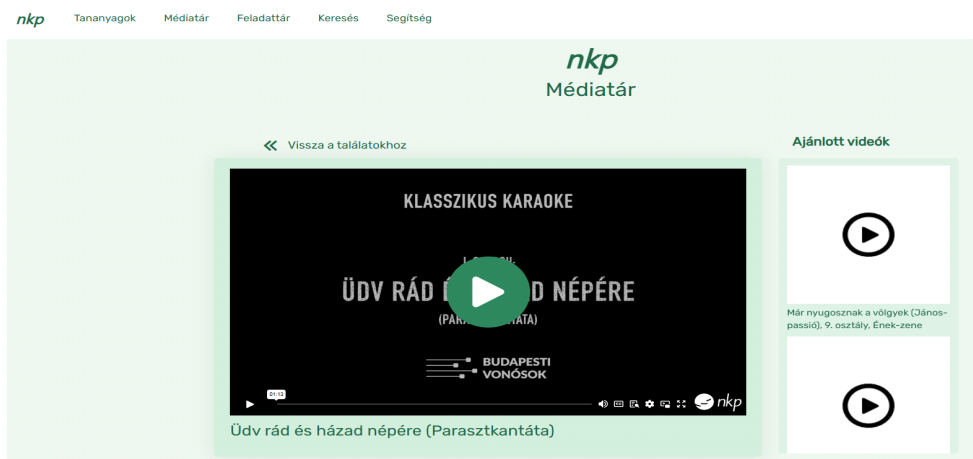 nkp Tananyagok Médiatár Feladattár Keresés Segítség
nkp
Médiatár
Vissza a találatokhoz
KLASSZIKUS KARAOKE
ÜDV RÁD NÉPÉRE
BUDAPESTI
VONÓSOK
01:13
nkp
Üdv rád és házad népére (Parasztkantáta)
Ajánlott videók
Már nyugosznak a völgyek (János-
passió), 9. osztály, Ének-zene